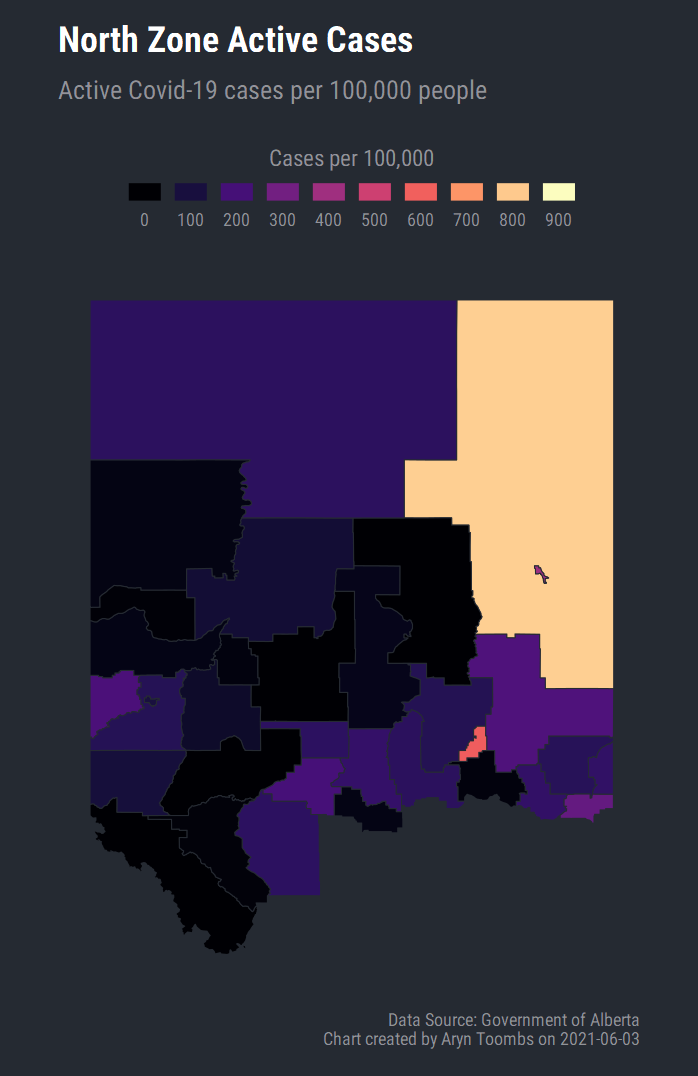 North Zone Active Cases
Active Covid-19 cases per 100,000 people
Cases per 100,000
0 100 200 300 400 500 600 700 800 900
Data Source: Government of Alberta
Chart created by Aryn Toombs on 2021-06-03